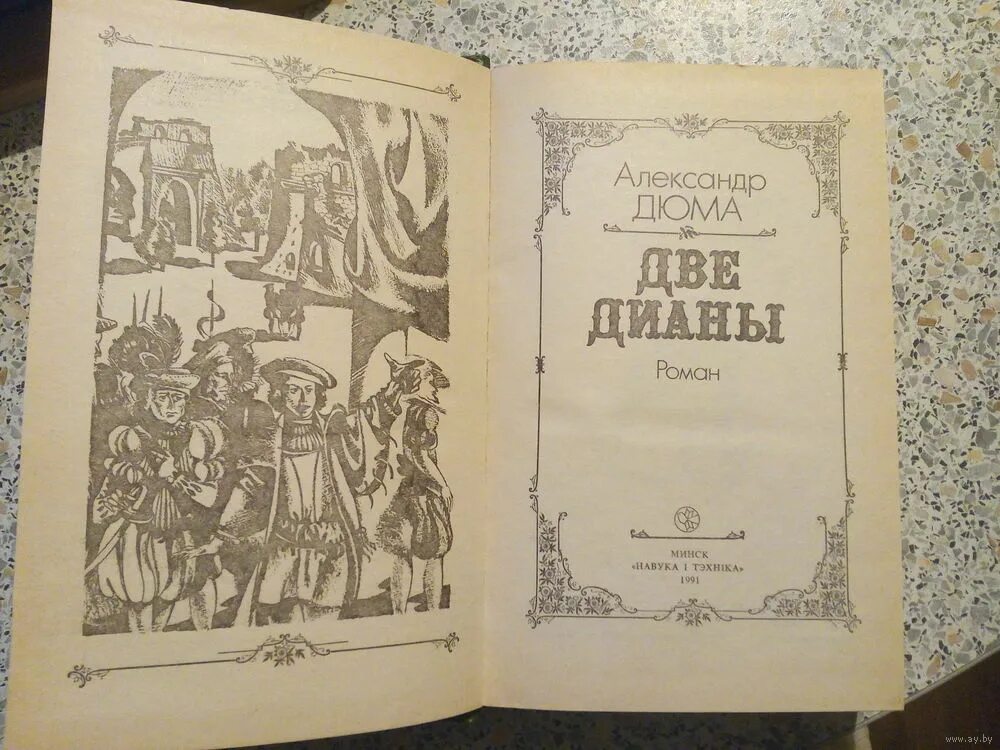 Александр
ДЮМА
ДВЕ
ДИАНЫ
Роман
МИНСК
«НАВУКА І ТЭХНІКА»
1991
www.ay.by